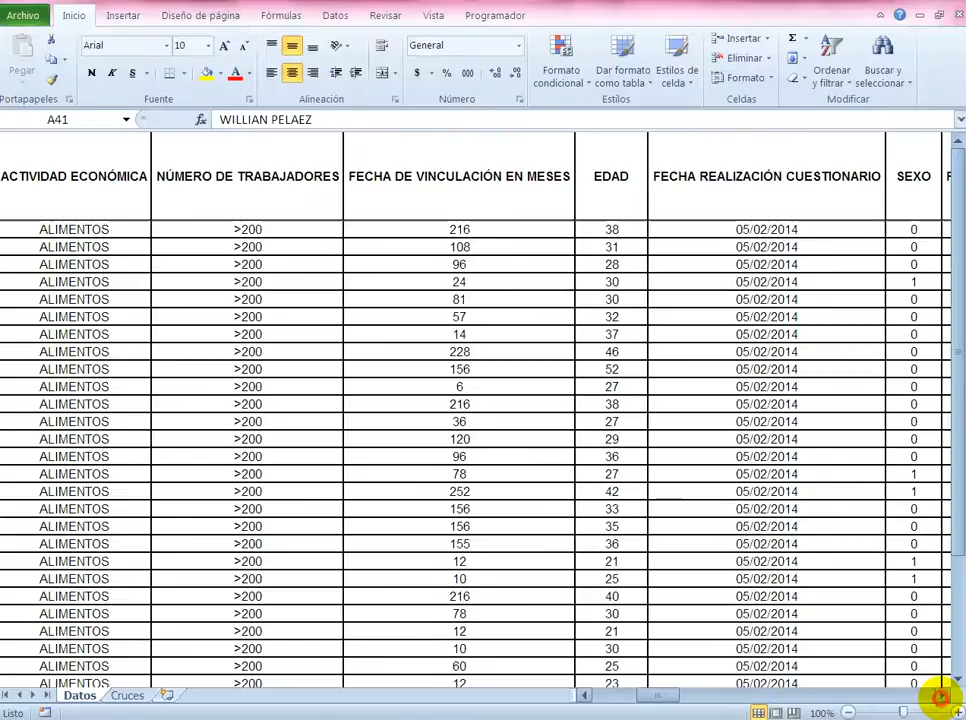 Archivo Inicio Insertar Diseño de página Fórmulas Datos Revisar Vista Programador
Pegar
Arial 10
N K S
General
$ % 000
Formato condicional
Dar formato como tabla
Estilos de celda
Insertar
Eliminar
Formato
Σ
Ordenar y filtrar
Buscar y seleccionar
Portapapeles Fuente Alineación Número Estilos Celdas Modificar
A41 fx WILLIAN PELAEZ
ACTIVIDAD ECONÓMICA NÚMERO DE TRABAJADORES FECHA DE VINCULACIÓN EN MESES EDAD FECHA REALIZACIÓN CUESTIONARIO SEXO
ALIMENTOS >200 216 38 05/02/2014 0
ALIMENTOS >200 108 31 05/02/2014 0
ALIMENTOS >200 96 28 05/02/2014 0
ALIMENTOS >200 24 30 05/02/2014 1
ALIMENTOS >200 81 30 05/02/2014 0
ALIMENTOS >200 57 32 05/02/2014 0
ALIMENTOS >200 14 37 05/02/2014 0
ALIMENTOS >200 228 46 05/02/2014 0
ALIMENTOS >200 156 52 05/02/2014 0
ALIMENTOS >200 6 27 05/02/2014 0
ALIMENTOS >200 216 38 05/02/2014 0
ALIMENTOS >200 36 27 05/02/2014 0
ALIMENTOS >200 120 29 05/02/2014 0
ALIMENTOS >200 96 36 05/02/2014 0
ALIMENTOS >200 78 27 05/02/2014 1
ALIMENTOS >200 252 42 05/02/2014 1
ALIMENTOS >200 156 33 05/02/2014 0
ALIMENTOS >200 156 35 05/02/2014 0
ALIMENTOS >200 155 36 05/02/2014 0
ALIMENTOS >200 12 21 05/02/2014 1
ALIMENTOS >200 10 25 05/02/2014 1
ALIMENTOS >200 216 40 05/02/2014 0
ALIMENTOS >200 78 30 05/02/2014 0
ALIMENTOS >200 12 21 05/02/2014 0
ALIMENTOS >200 10 30 05/02/2014 0
ALIMENTOS >200 60 25 05/02/2014 0
ALIMENTOS >200 12 23 05/02/2014 0
Datos Cruces
Listo 100%